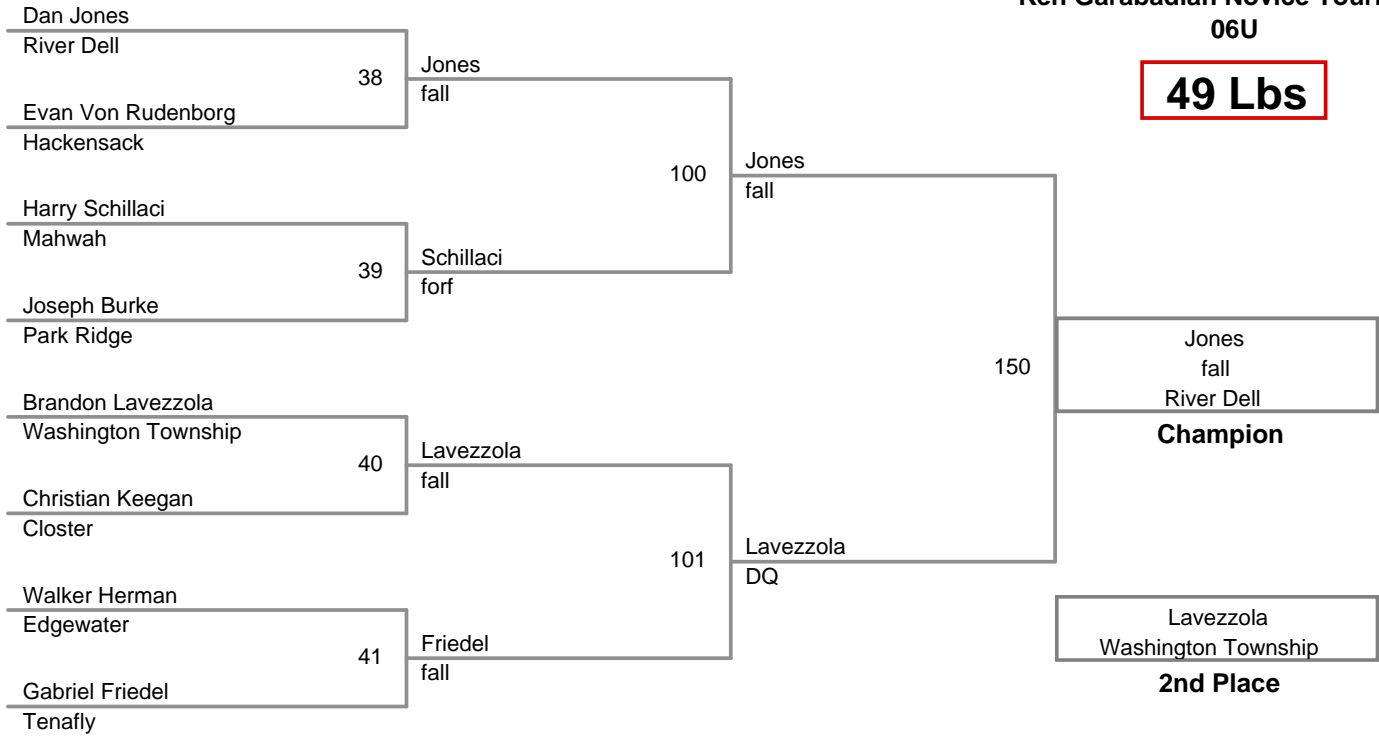 Ken Garabadian Novice
06U
49 Lbs
Dan Jones
River Dell
38
Evan Von Rudenborg
Hackensack
Jones
fall
Harry Schillaci
Mahwah
39
Joseph Burke
Park Ridge
Schillaci
forf
100
Jones
fall
Brandon Lavezzola
Washington Township
40
Christian Keegan
Closter
Lavezzola
fall
Walker Herman
Edgewater
41
Gabriel Friedel
Tenafly
Friedel
fall
101
Lavezzola
DQ
150
Jones
fall
River Dell
Champion
Lavezzola
Washington Township
2nd Place